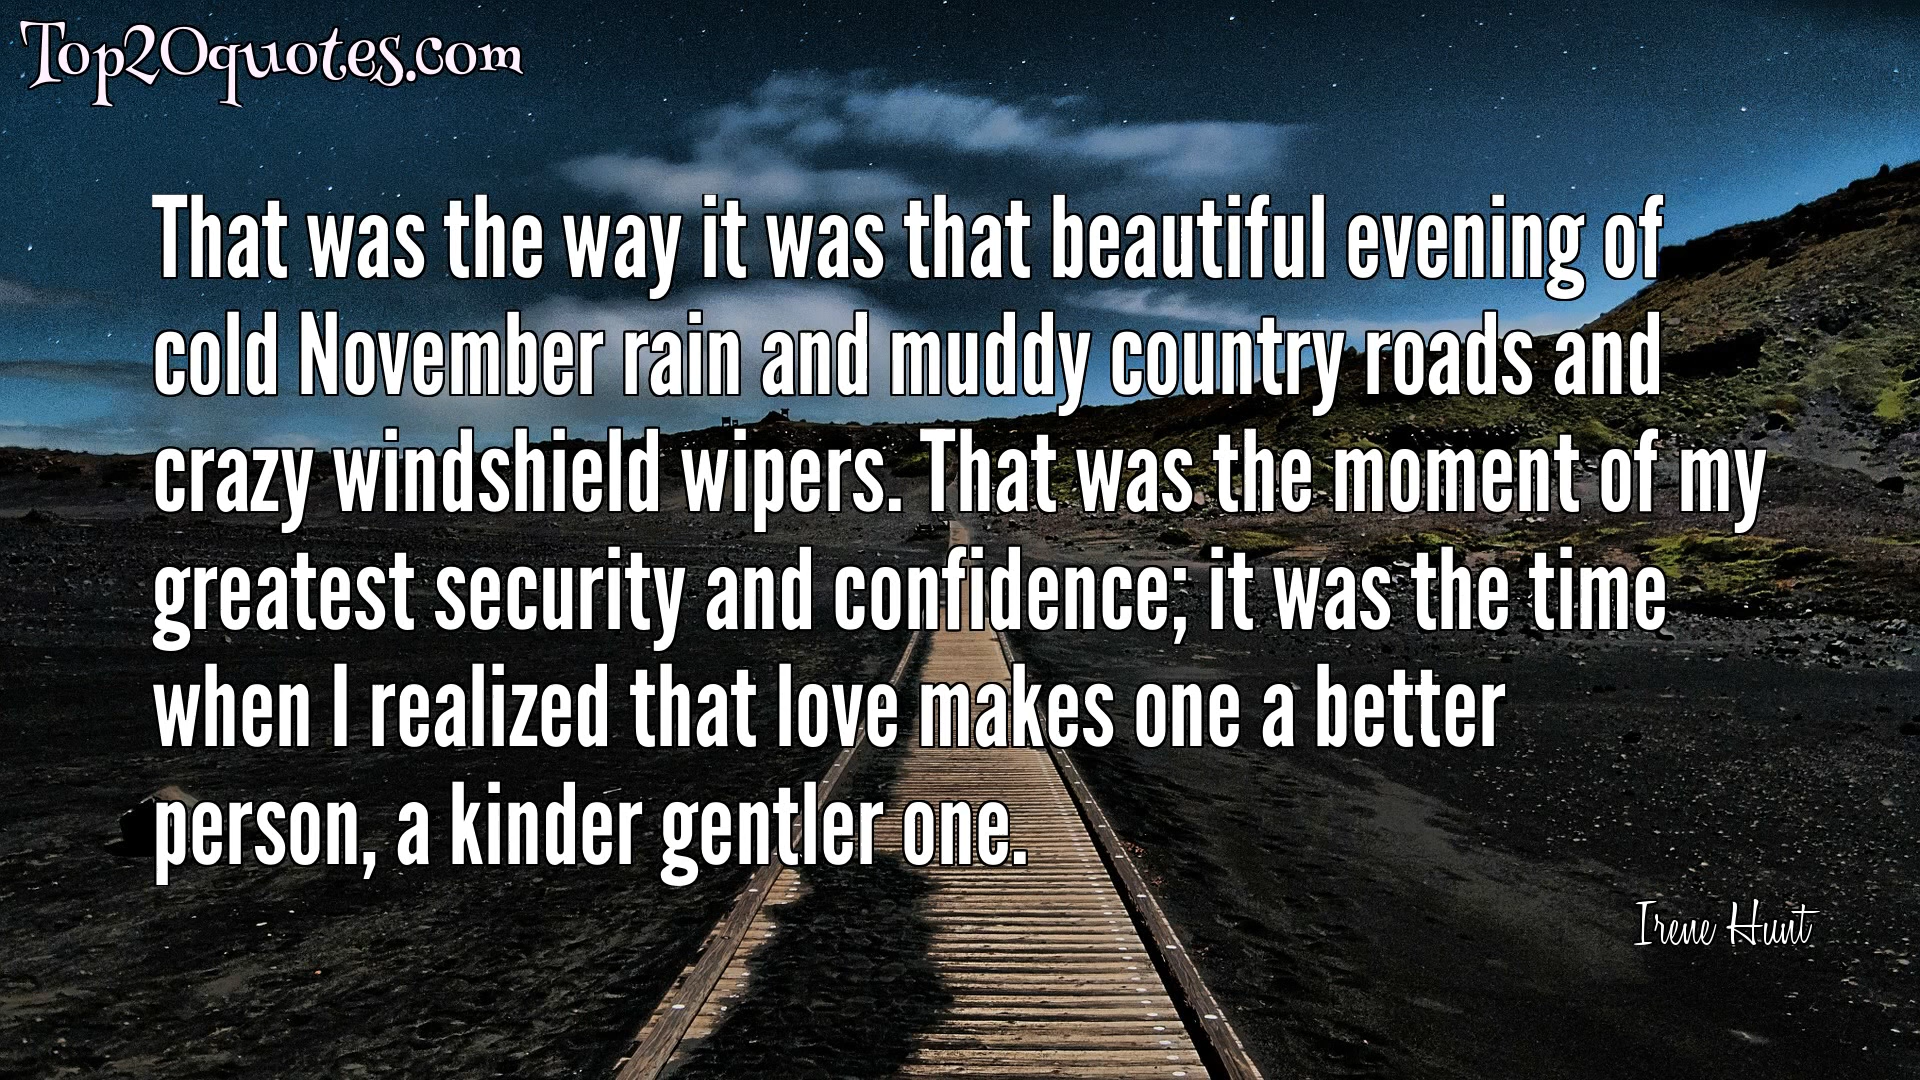 Top20quotes.com
That was the way it was that beautiful evening of
cold November rain and muddy country roads and
crazy windshield wipers. That was the moment of my
greatest security and confidence; it was the time
when I realized that love makes one a better
person, a kinder gentler one.
Irene Hunt